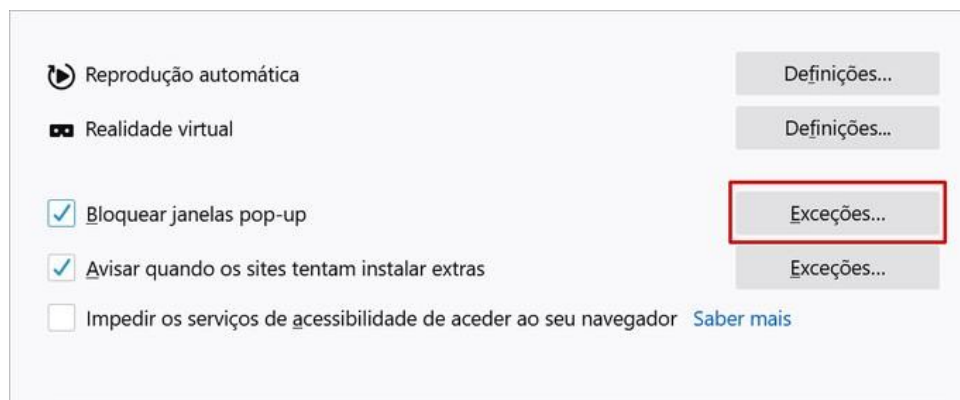 Reprodução automática Definições...
Realidade virtual Definições...
Bloquear janelas pop-up Exceções...
Avisar quando os sites tentam instalar extras Exceções...
Impedir os serviços de acessibilidade de aceder ao seu navegador Saber mais